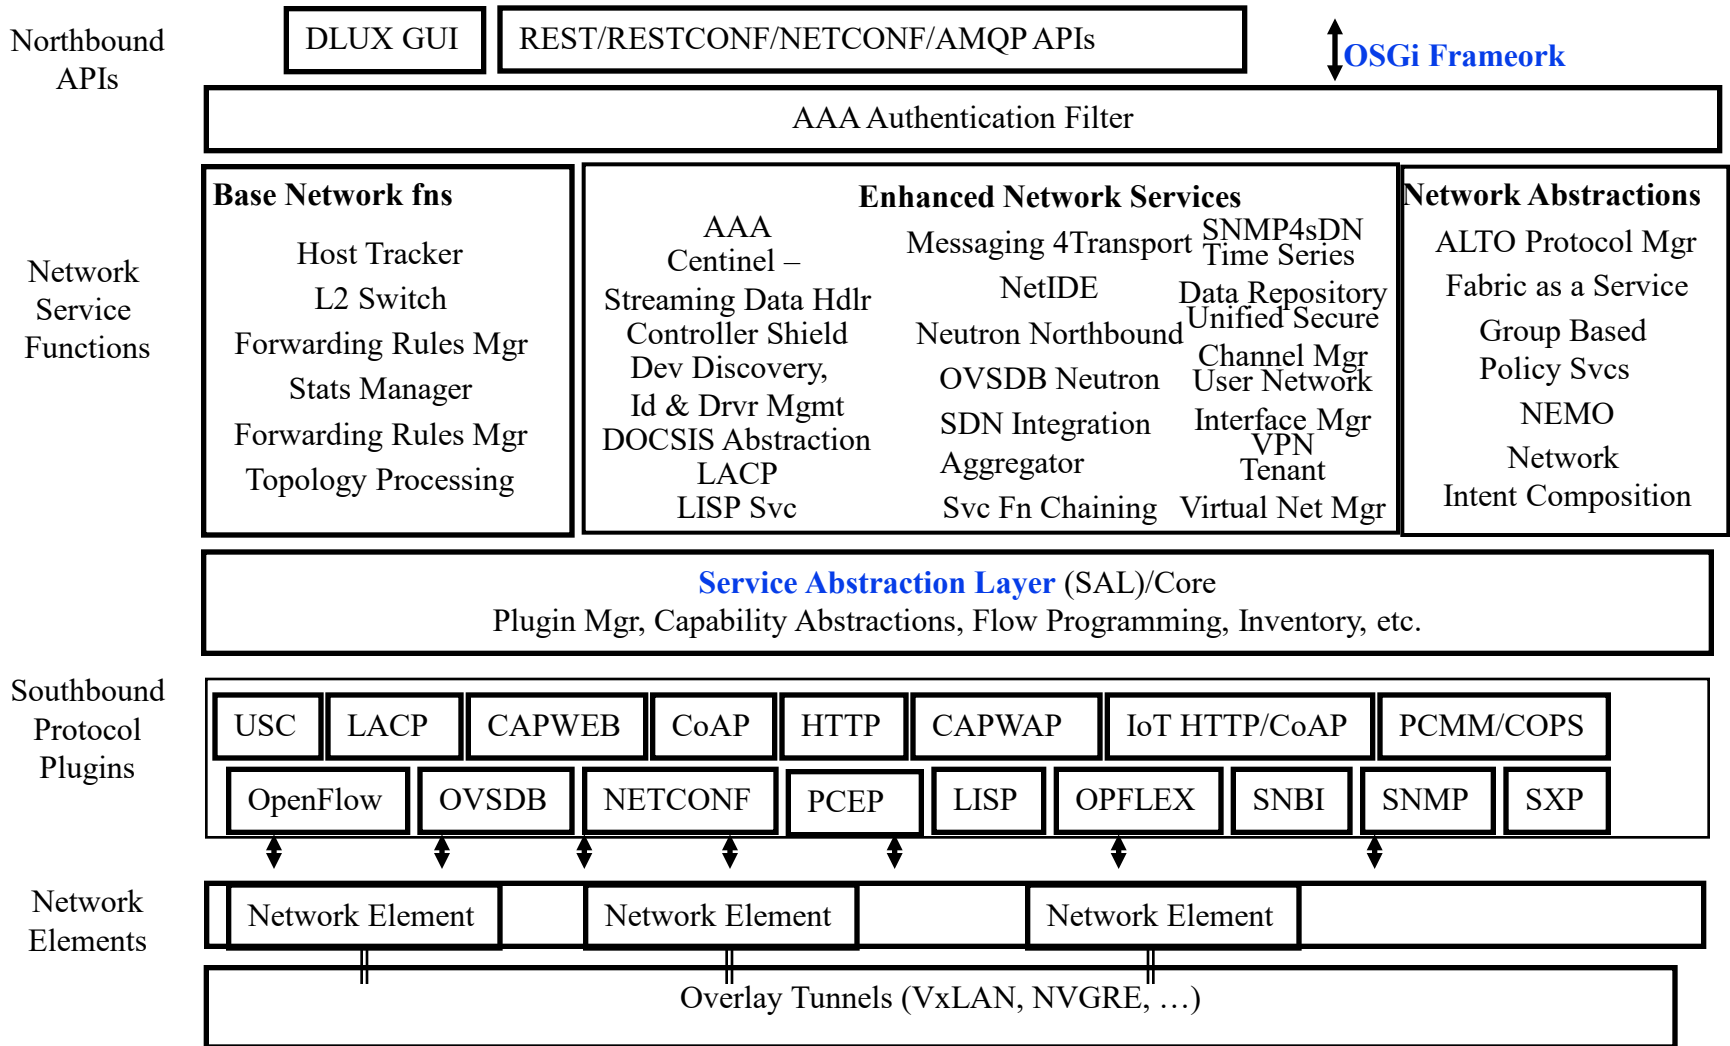 Northbound
APIs
DLUX GUI
REST/RESTCONF/NETCONF/AMQP APIs
OSGi Frameork
AAA Authentication Filter
Network
Service
Functions
Base Network fns
Host Tracker
L2 Switch
Forwarding Rules Mgr
Stats Manager
Forwarding Rules Mgr
Topology Processing
Enhanced Network Services
AAA
Centinel –
Streaming Data Hdlr
Controller Shield
Dev Discovery,
Id & Drvr Mgmt
DOCSIS Abstraction
LACP
LISP Svc
Messaging 4Transport
NetIDE
Neutron Northbound
OVSDB Neutron
SDN Integration
Aggregator
Svc Fn Chaining
SNMP4sDN
Time Series
Data Repository
Unified Secure
Channel Mgr
User Network
Interface Mgr
VPN
Tenant
Virtual Net Mgr
Network Abstractions
ALTO Protocol Mgr
Fabric as a Service
Group Based
Policy Svcs
NEMO
Network
Intent Composition
Service Abstraction Layer (SAL)/Core
Plugin Mgr, Capability Abstractions, Flow Programming, Inventory, etc.
Southbound
Protocol
Plugins
USC
LACP
CAPWEB
CoAP
HTTP
CAPWAP
IoT HTTP/CoAP
PCMM/COPS
OpenFlow
OVSDB
NETCONF
PCEP
LISP
OPFLEX
SNBI
SNMP
SXP
Network
Elements
Network Element
Network Element
Network Element
Overlay Tunnels (VxLAN, NVGRE, …)